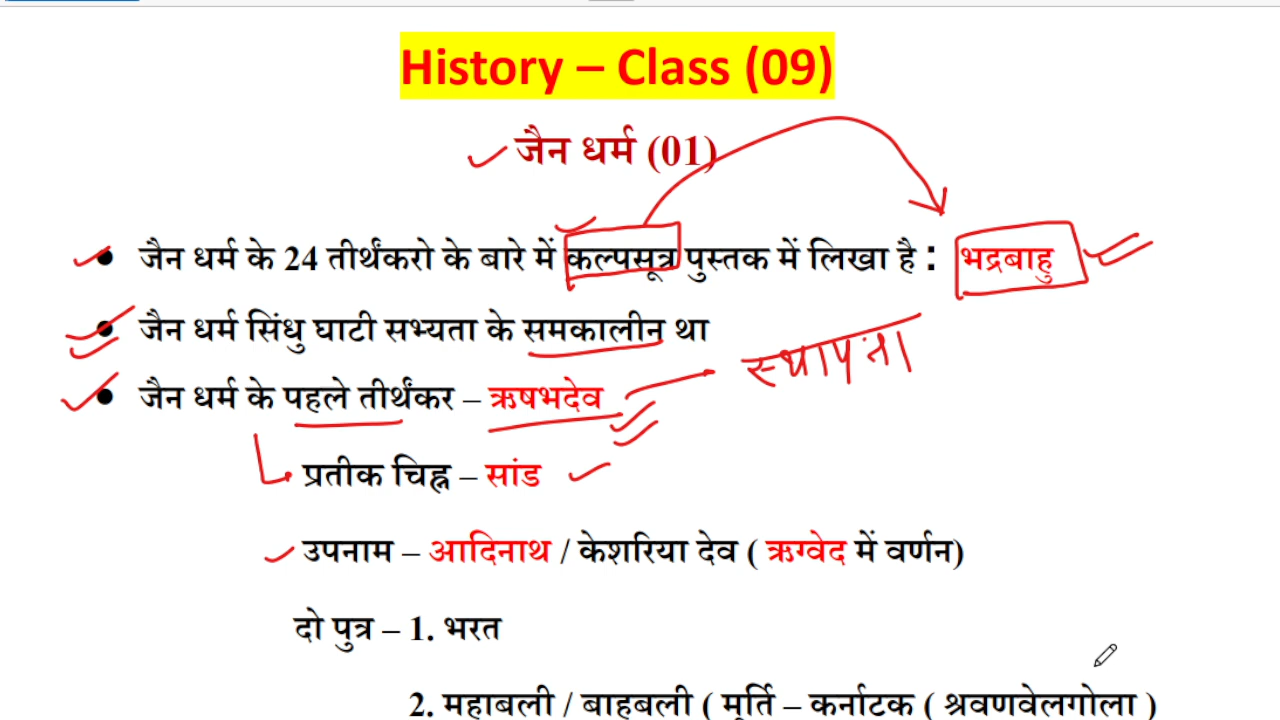 History – Class (09)
जैन धर्म (01)
• जैन धर्म के 24 तीर्थंकरो के बारे में कल्पसूत्र पुस्तक में लिखा है : भद्रबाहु
• जैन धर्म सिंधु घाटी सभ्यता के समकालीन था
स्थापना
• जैन धर्म के पहले तीर्थंकर – ऋषभदेव
प्रतीक चिह्न – सांड
उपनाम – आदिनाथ / केशरिया देव ( ऋग्वेद में वर्णन)
दो पुत्र – 1. भरत
2. महाबली / बाहबली ( मूर्ति – कर्नाटक ( श्रवणवेलगोला )